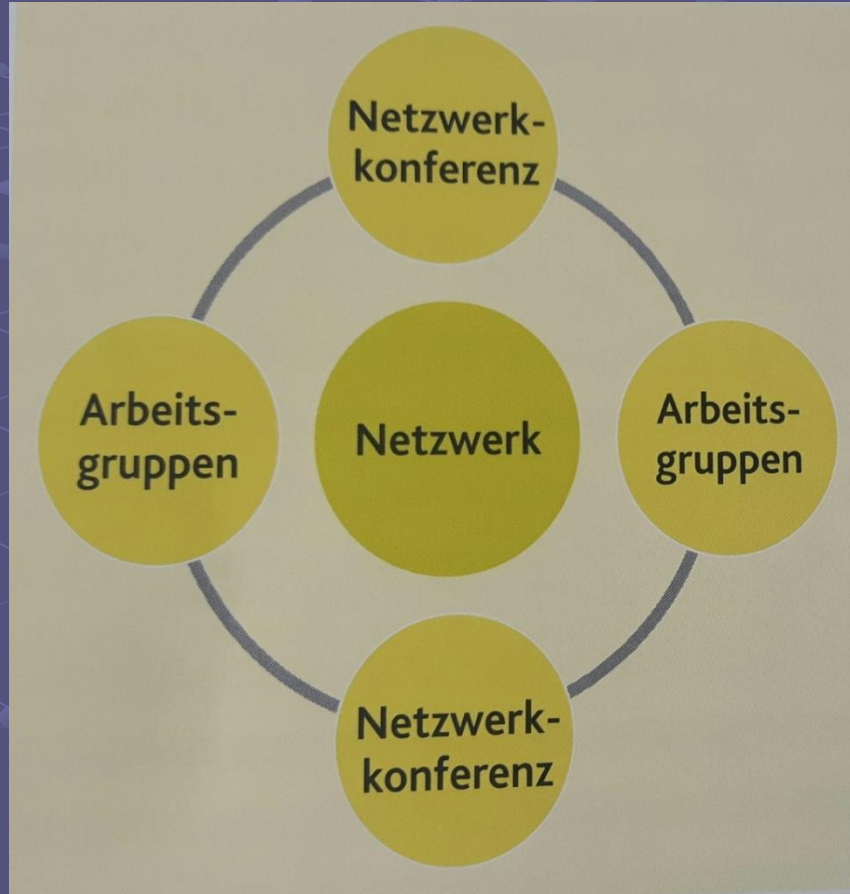 Netzwerk-
konferenz
Arbeits-
gruppen
Netzwerk
Arbeits-
gruppen
Netzwerk-
konferenz